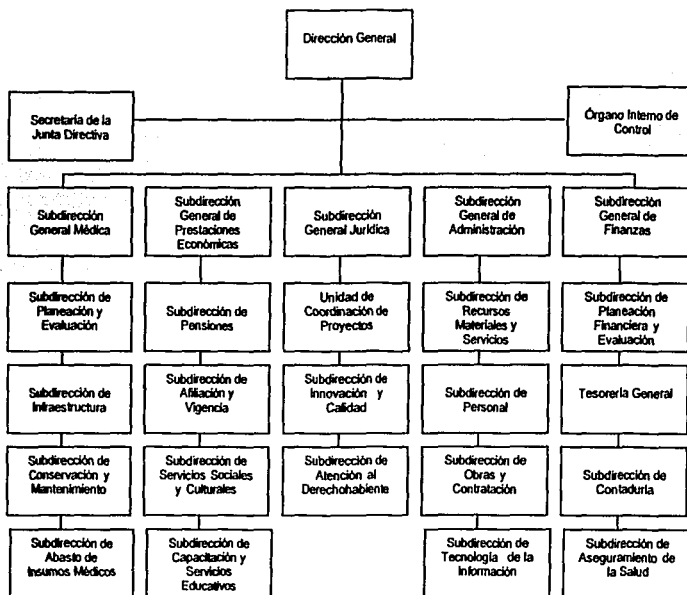 Dirección General
Secretaría de la
Junta Directiva
Órgano Interno de
Control
Subdirección
General Médica
Subdirección
General de
Prestaciones
Económicas
Subdirección
General Jurídica
Subdirección
General de
Administración
Subdirección
General de
Finanzas
Subdirección de
Planeación y
Evaluación
Subdirección de
Pensiones
Unidad de
Coordinación de
Proyectos
Subdirección de
Recursos
Materiales y
Servicios
Subdirección de
Planeación
Financiera y
Evaluación
Subdirección de
Infraestructura
Subdirección de
Afiliación y
Vigencia
Subdirección de
Innovación y
Calidad
Subdirección de
Personal
Tesorería General
Subdirección de
Conservación y
Mantenimiento
Subdirección de
Servicios Sociales
y Culturales
Subdirección de
Atención al
Derechohabiente
Subdirección de
Obras y
Contratación
Subdirección de
Contaduría
Subdirección de
Abasto de
Insumos Médicos
Subdirección de
Capacitación y
Servicios
Educativos
Subdirección de
Tecnología de la
Información
Subdirección de
Aseguramiento de
la Salud